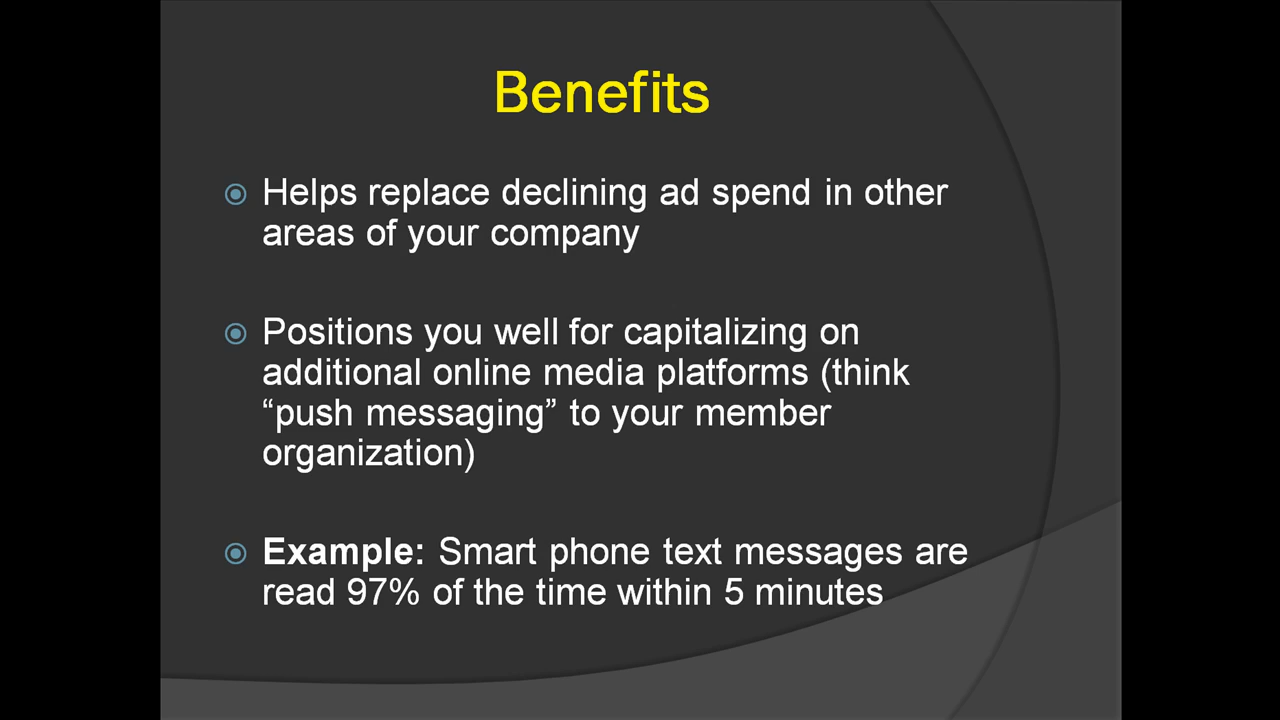 Benefits
Helps replace declining ad spend in other
areas of your company
Positions you well for capitalizing on
additional online media platforms (think
“push messaging” to your member
organization)
Example: Smart phone text messages are
read 97% of the time within 5 minutes